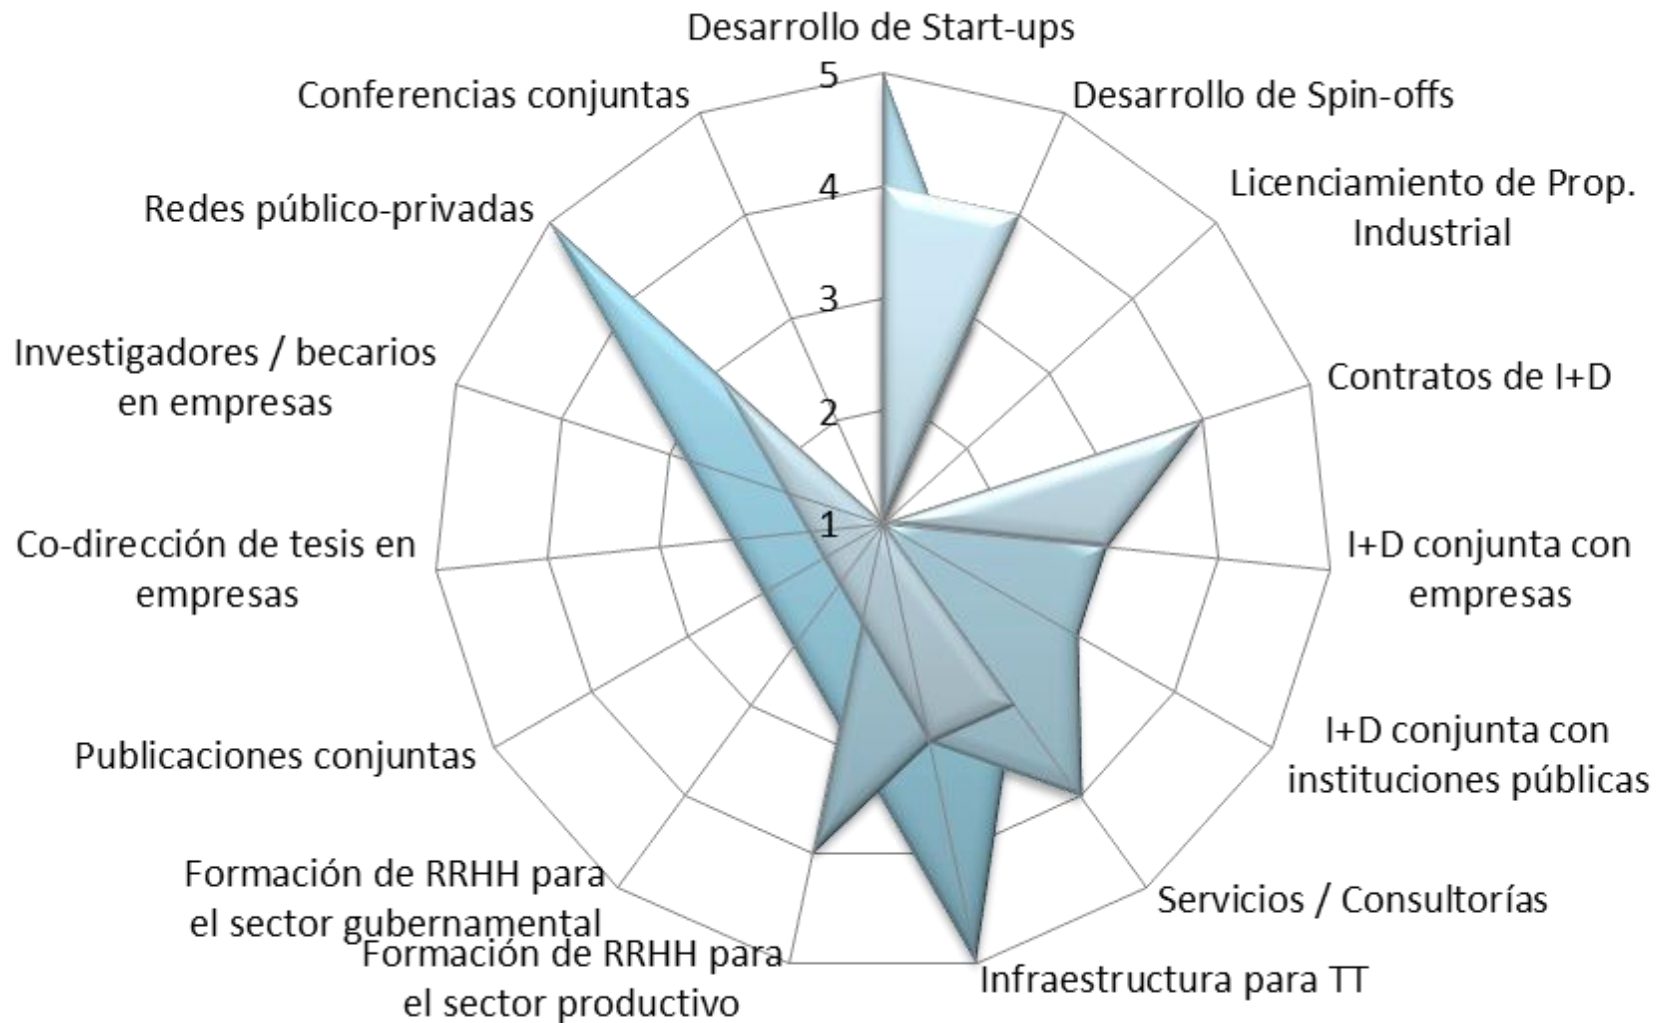 Desarrollo de Start-ups
Desarrollo de Spin-offs
Licenciamiento de Prop.
Industrial
Contratos de I+D
I+D conjunta con
empresas
I+D conjunta con
instituciones públicas
Servicios / Consultorías
Infraestructura para TT
Formación de RRHH para
el sector productivo
Formación de RRHH para
el sector gubernamental
Publicaciones conjuntas
Co-dirección de tesis en
empresas
Investigadores / becarios
en empresas
Redes público-privadas
Conferencias conjuntas
5
4
3
2
1